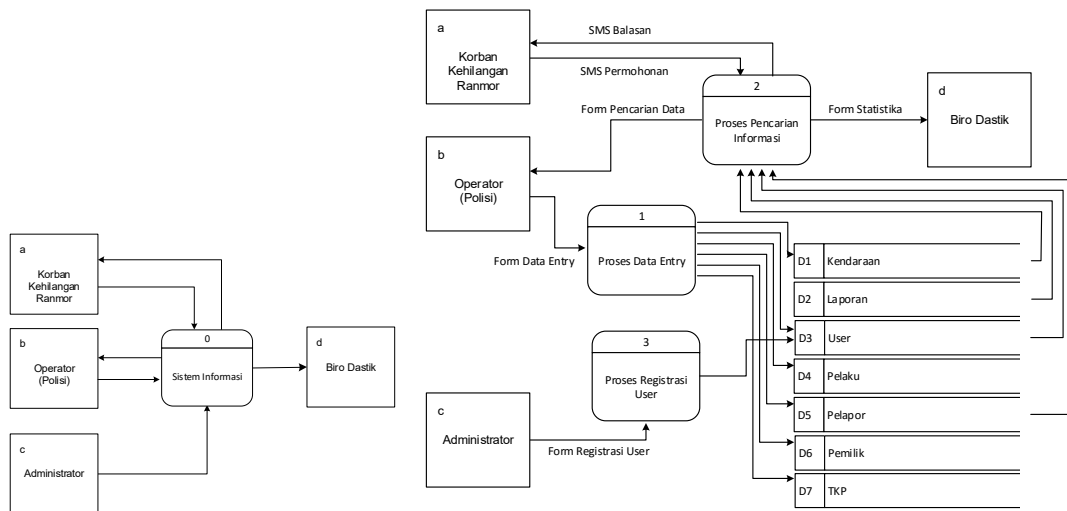 a
Korban
Kehilangan
Ranmor
b
Operator
(Polisi)
c
Administrator
0
Sistem Informasi
d
Biro Dastik
a
Korban
Kehilangan
Ranmor
SMS Balasan
SMS Permohonan
Form Pencarian Data
2
Proses Pencarian
Informasi
Form Statistika
d
Biro Dastik
b
Operator
(Polisi)
Form Data Entry
1
Proses Data Entry
3
Proses Registrasi
User
c
Administrator
Form Registrasi User
D1 Kendaraan
D2 Laporan
D3 User
D4 Pelaku
D5 Pelapor
D6 Pemilik
D7 TKP